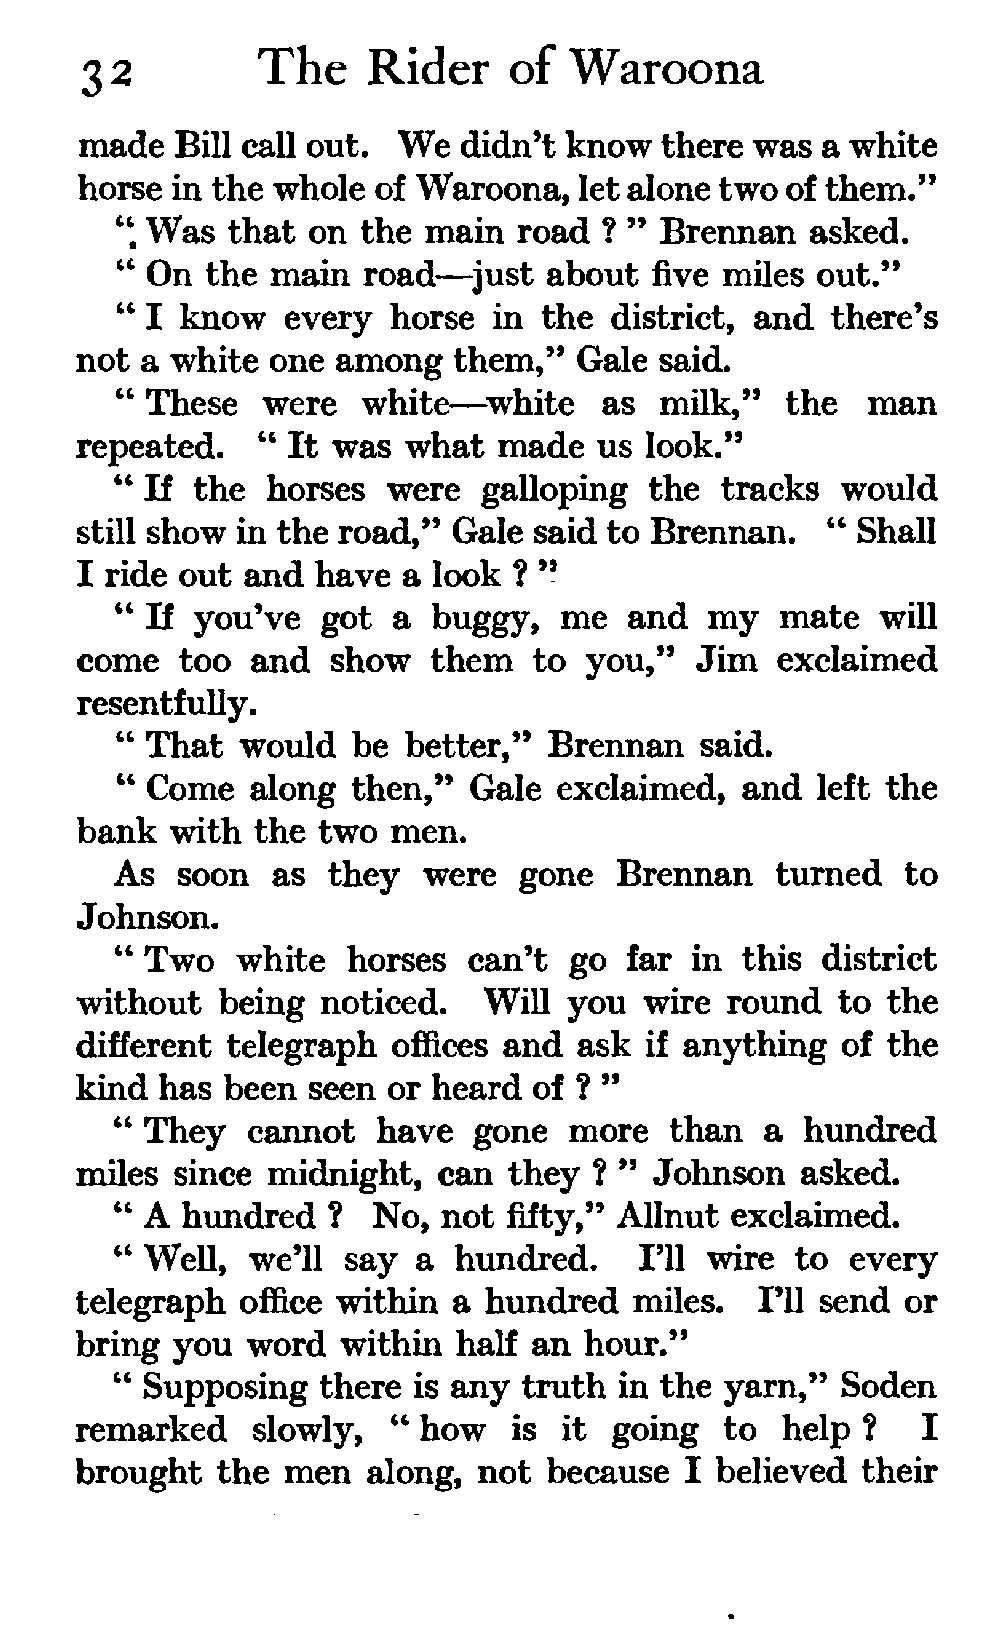 32 The Rider of Waroona
made Bill call out. We didn't know there was a white
horse in the whole of Waroona, let alone two of them."
" Was that on the main road ? " Brennan asked.
" On the main road—just about five miles out."
" I know every horse in the district, and there's
not a white one among them," Gale said.
" These were white—white as milk," the man
repeated. " It was what made us look."
" If the horses were galloping the tracks would
still show in the road," Gale said to Brennan. " Shall
I ride out and have a look ? "
" If you've got a buggy, me and my mate will
come too and show them to you," Jim exclaimed
resentfully.
" That would be better," Brennan said.
" Come along then," Gale exclaimed, and left the
bank with the two men.
As soon as they were gone Brennan turned to
Johnson.
" Two white horses can't go far in this district
without being noticed. Will you wire round to the
different telegraph offices and ask if anything of the
kind has been seen or heard of ? "
" They cannot have gone more than a hundred
miles since midnight, can they ? " Johnson asked.
" A hundred ? No, not fifty," Allnut exclaimed.
" Well, we'll say a hundred. I'll wire to every
telegraph office within a hundred miles. I'll send or
bring you word within half an hour."
" Supposing there is any truth in the yarn," Soden
remarked slowly, " how is it going to help ? I
brought the men along, not because I believed their